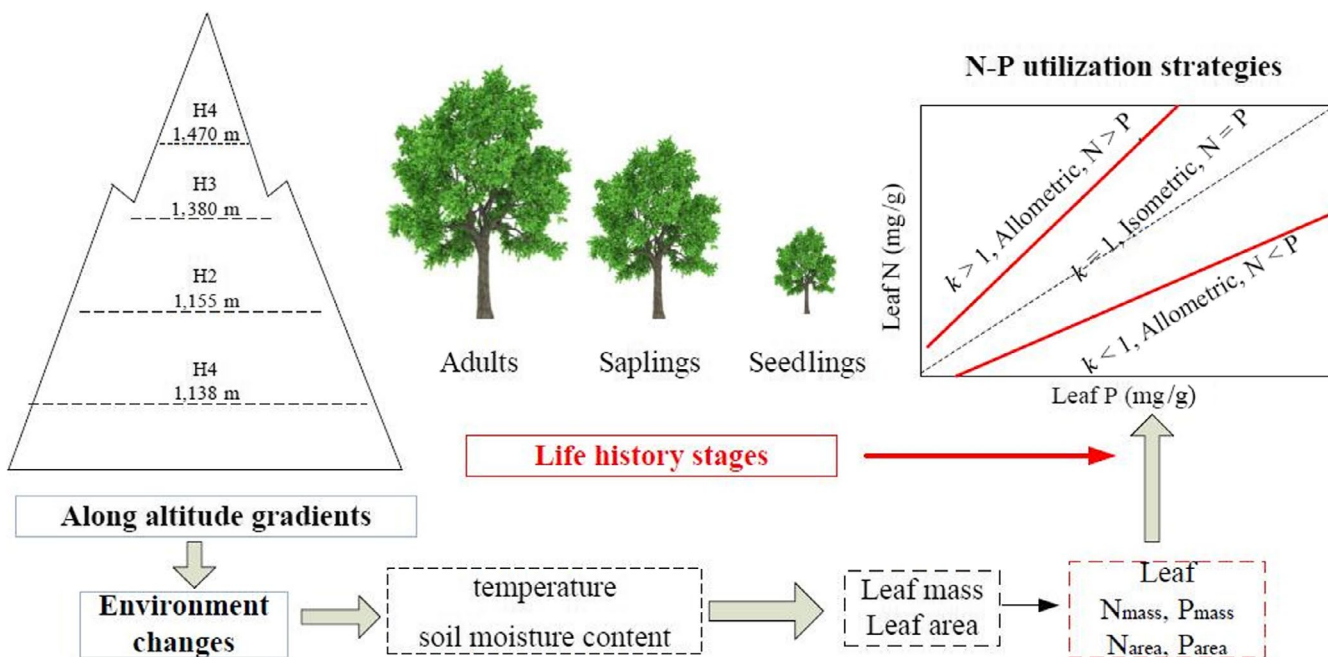 H4
1,470 m
H3
1,380 m
H2
1,155 m
H4
1,138 m
Along altitude gradients
Environment
changes
Adults
Saplings
Seedlings
Life history stages
temperature
soil moisture content
Leaf mass
Leaf area
Leaf
Nmass, Pmass
Narea, Parea
N-P utilization strategies
Leaf N (mg/g)
k > 1, Allometric, N > P
k = 1, Isometric, N = P
k < 1, Allometric, N < P
Leaf P (mg/g)